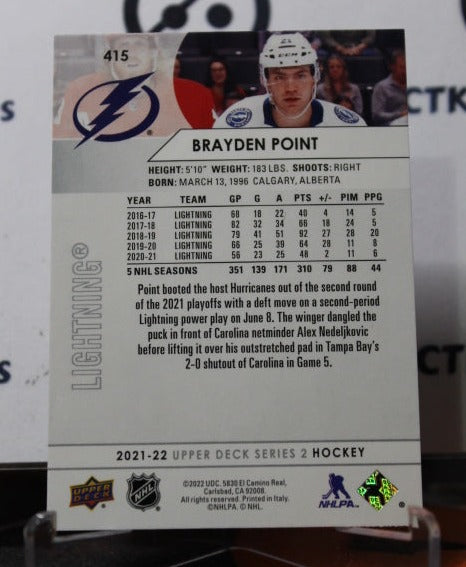 415
BRAYDEN POINT
HEIGHT: 5'10" WEIGHT: 183 LBS. SHOOTS: RIGHT
BORN: MARCH 13, 1996 CALGARY, ALBERTA
YEAR TEAM GP G A PTS +/- PIM PPG
2016-17 LIGHTNING 68 18 22 40 4 14 5
2017-18 LIGHTNING 82 32 34 66 18 24 5
2018-19 LIGHTNING 79 41 51 92 27 28 20
2019-20 LIGHTNING 66 25 39 64 28 11 8
2020-21 LIGHTNING 56 23 25 48 2 11 6
5 NHL SEASONS 351 139 171 310 79 88 44
Point booted the host Hurricanes out of the second round
of the 2021 playoffs with a deft move on a second-period
Lightning power play on June 8. The winger dangled the
puck in front of Carolina netminder Alex Nedeljkovic
before lifting it over his outstretched pad in Tampa Bay's
2-0 shutout of Carolina in Game 5.
LIGHTNING®
2021-22 UPPER DECK SERIES 2 HOCKEY
UPPER DECK
NHL
©2022 UDC. 5830 El Camino Real,
Carlsbad, CA 92008.
All rights reserved. Printed in Italy.
©NHLPA. © NHL.
NHLPA
CTK